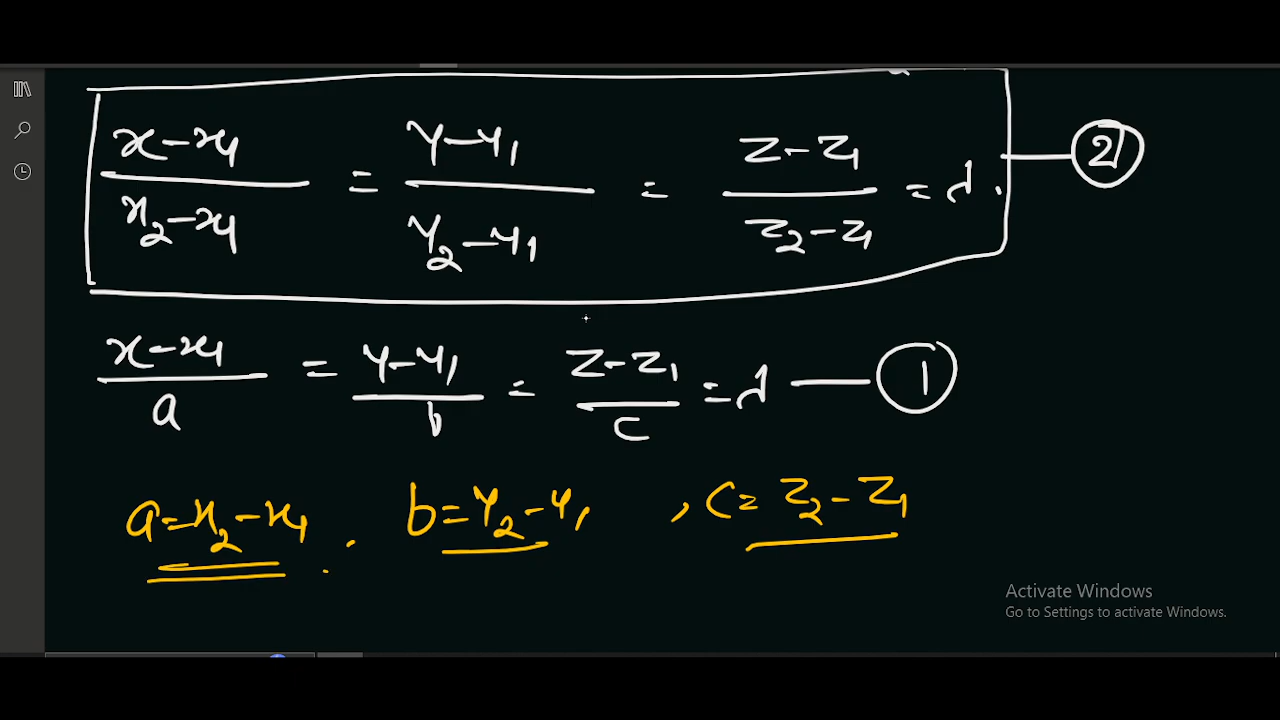 x-x₁ / x₂-x₁ = y-y₁ / y₂-y₁ = z-z₁ / z₂-z₁ = λ. — ②
x-x₁ / a = y-y₁ / b = z-z₁ / c = λ — ①
a=x₂-x₁ , b=y₂-y₁ , c= z₂-z₁
Activate Windows
Go to Settings to activate Windows.